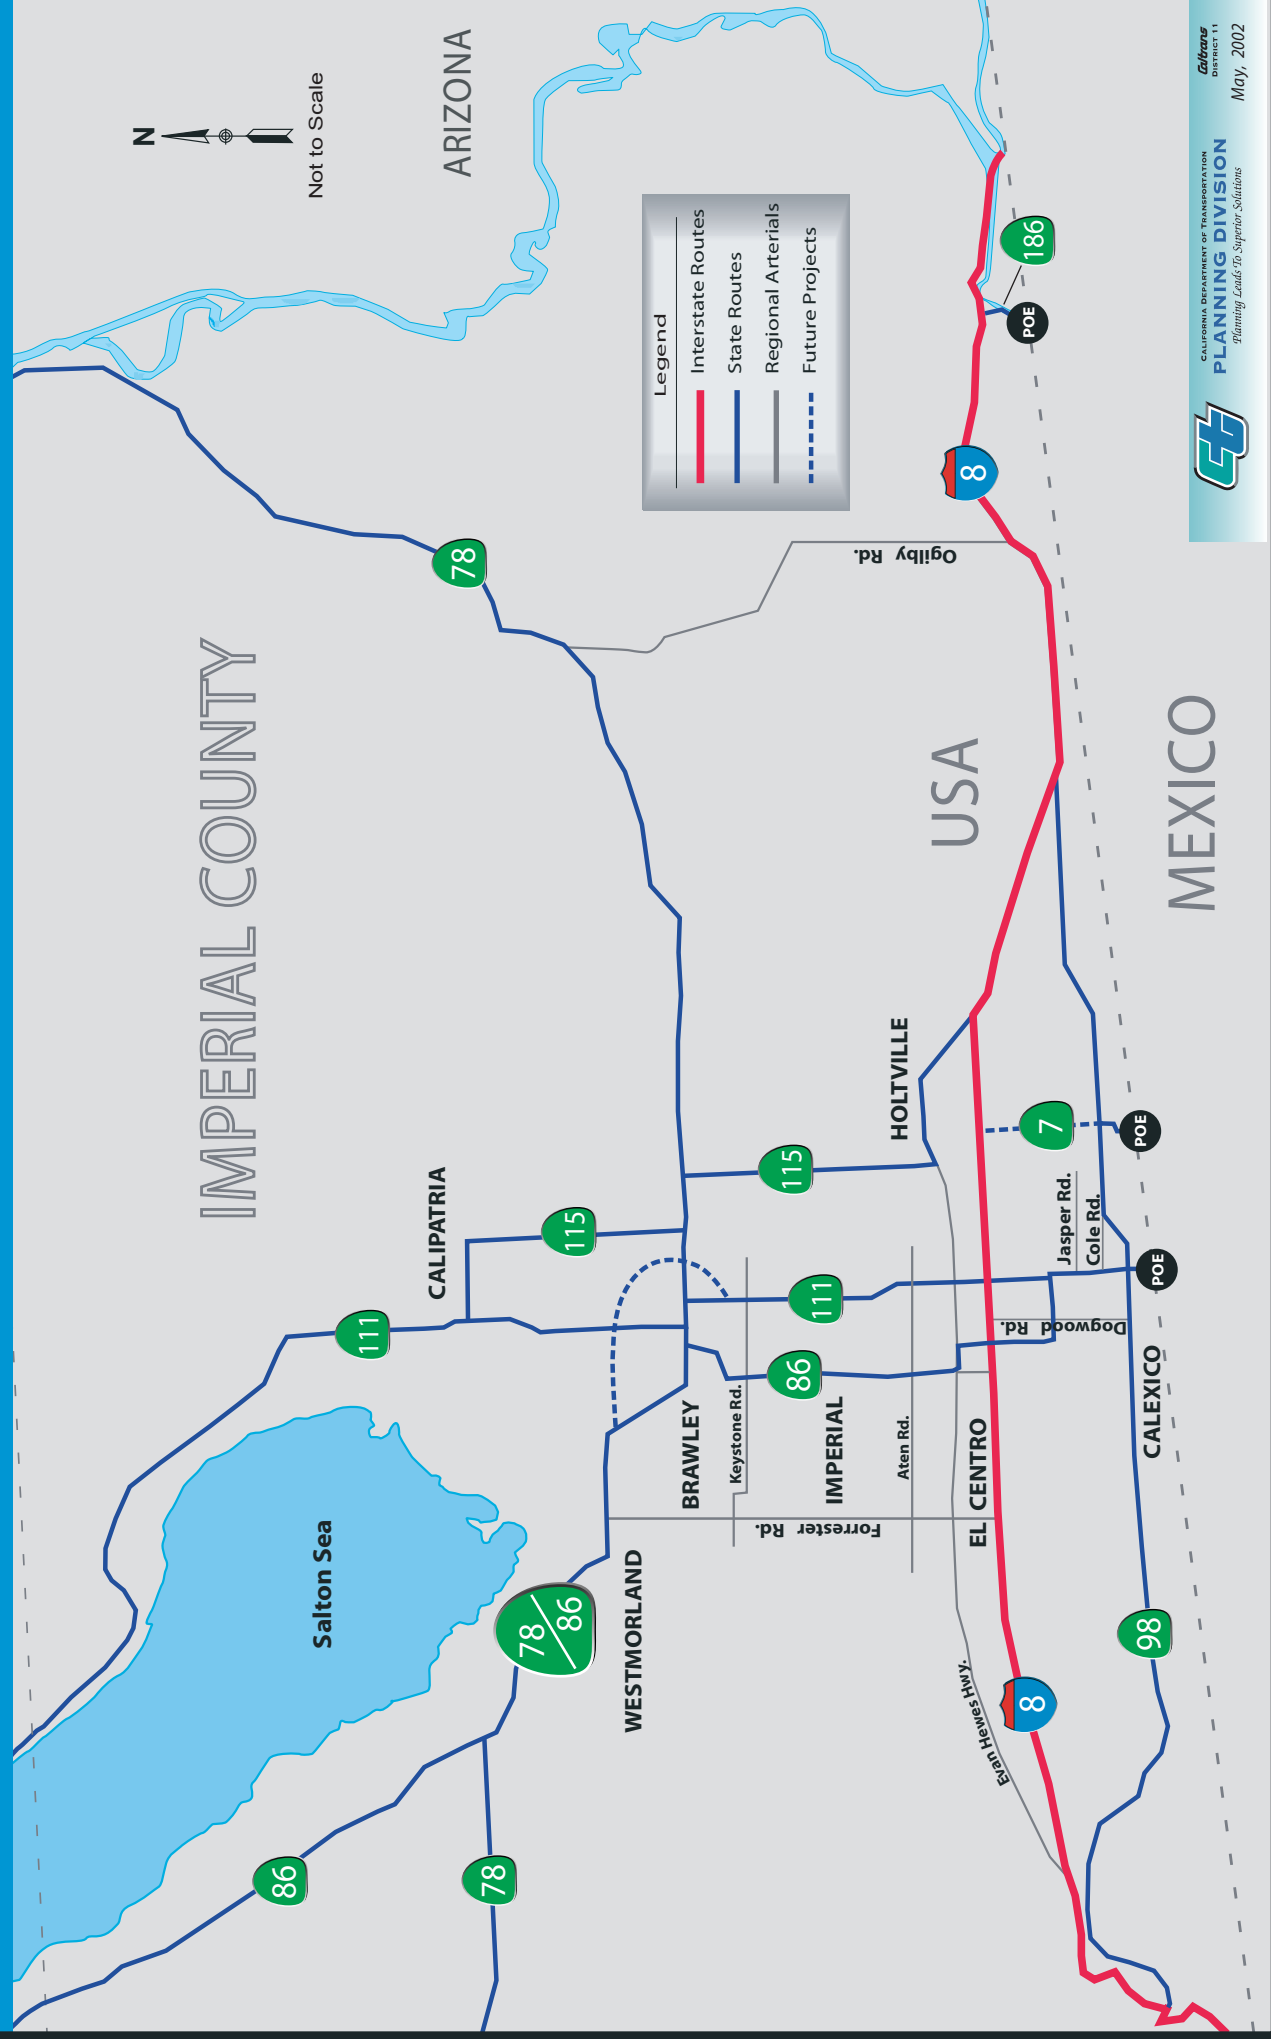 IMPERIAL COUNTY
N
Not to Scale
ARIZONA
Salton Sea
111
CALIPATRIA
86
78
78
86
115
78
WESTMORLAND
BRAWLEY
Legend
Interstate Routes
State Routes
Regional Arterials
Future Projects
Keystone Rd.
Forrester Rd.
86
111
115
IMPERIAL
Aten Rd.
HOLTVILLE
Ogilby Rd.
USA
Evan Hewes Hwy.
EL CENTRO
8
8
Dogwood Rd.
Jasper Rd.
Cole Rd.
7
186
POE
98
CALEXICO
POE
POE
MEXICO
CALIFORNIA DEPARTMENT OF TRANSPORTATION
PLANNING DIVISION
Planning Leads To Superior Solutions
Caltrans
DISTRICT 11
May, 2002